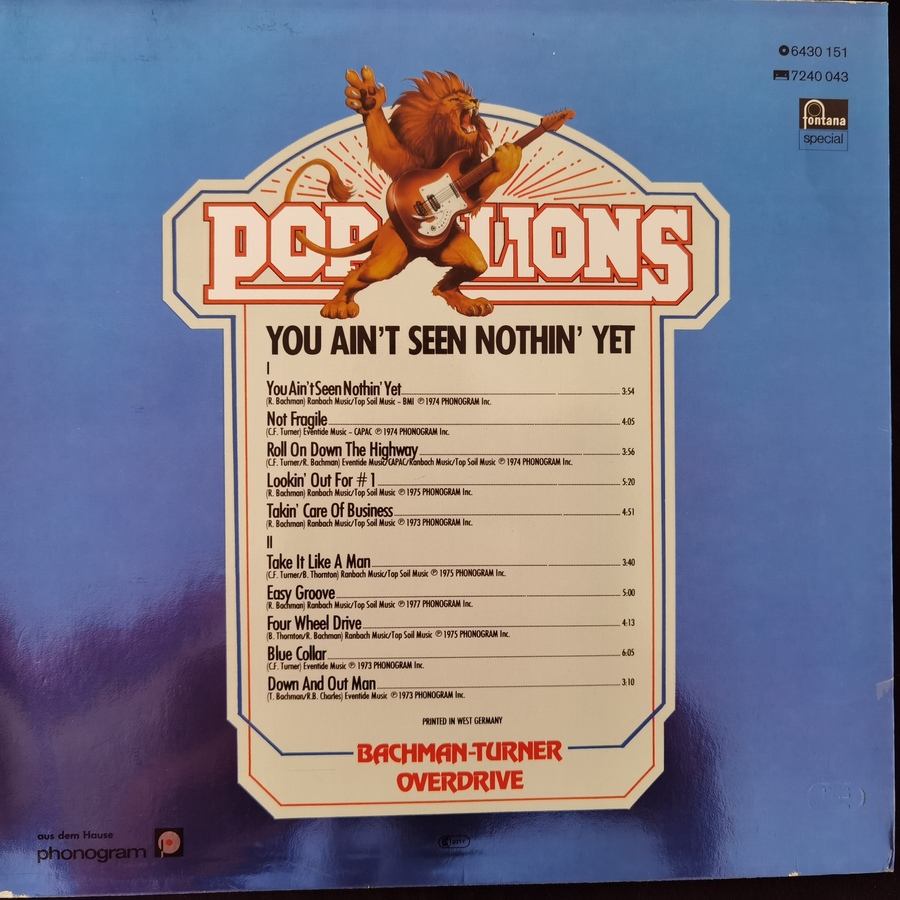 6430 151
7240 043
fontana
special
POP LIONS
YOU AIN'T SEEN NOTHIN' YET
I
You Ain't Seen Nothin' Yet 3:54
(R. Bachman) Ranbach Music/Top Soil Music – BMI ℗ 1974 PHONOGRAM Inc.
Not Fragile 4:05
(C.F. Turner) Eventide Music – CAPAC ℗ 1974 PHONOGRAM Inc.
Roll On Down The Highway 3:56
(C.F. Turner/R. Bachman) Eventide Music/CAPAC/Ranbach Music/Top Soil Music ℗ 1974 PHONOGRAM Inc.
Lookin' Out For # 1 5:20
(R. Bachman) Ranbach Music/Top Soil Music ℗ 1975 PHONOGRAM Inc.
Takin' Care Of Business 4:51
(R. Bachman) Ranbach Music/Top Soil Music ℗ 1973 PHONOGRAM Inc.
II
Take It Like A Man 3:40
(C.F. Turner/B. Thornton) Ranbach Music/Top Soil Music ℗ 1975 PHONOGRAM Inc.
Easy Groove 5:00
(R. Bachman) Ranbach Music/Top Soil Music ℗ 1977 PHONOGRAM Inc.
Four Wheel Drive 4:13
(B. Thornton/R. Bachman) Ranbach Music/Top Soil Music ℗ 1975 PHONOGRAM Inc.
Blue Collar 6:05
(C.F. Turner) Eventide Music ℗ 1973 PHONOGRAM Inc.
Down And Out Man 3:10
(T. Bachman/R.B. Charles) Eventide Music ℗ 1973 PHONOGRAM Inc.
PRINTED IN WEST GERMANY
BACHMAN-TURNER
OVERDRIVE
aus dem Hause
phonogram